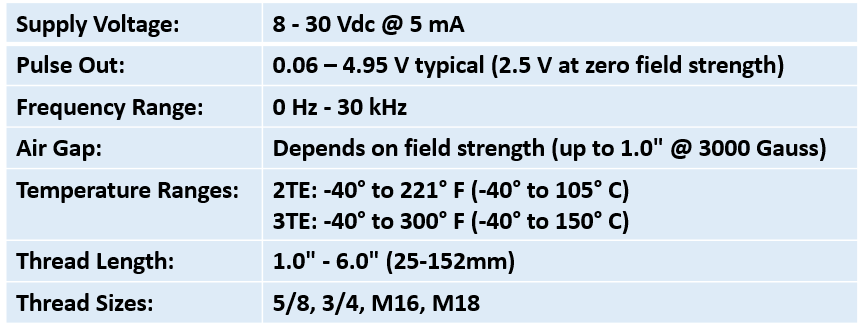 Supply Voltage: 8 - 30 Vdc @ 5 mA
Pulse Out: 0.06 – 4.95 V typical (2.5 V at zero field strength)
Frequency Range: 0 Hz - 30 kHz
Air Gap: Depends on field strength (up to 1.0" @ 3000 Gauss)
Temperature Ranges: 2TE: -40° to 221° F (-40° to 105° C)
3TE: -40° to 300° F (-40° to 150° C)
Thread Length: 1.0" - 6.0" (25-152mm)
Thread Sizes: 5/8, 3/4, M16, M18